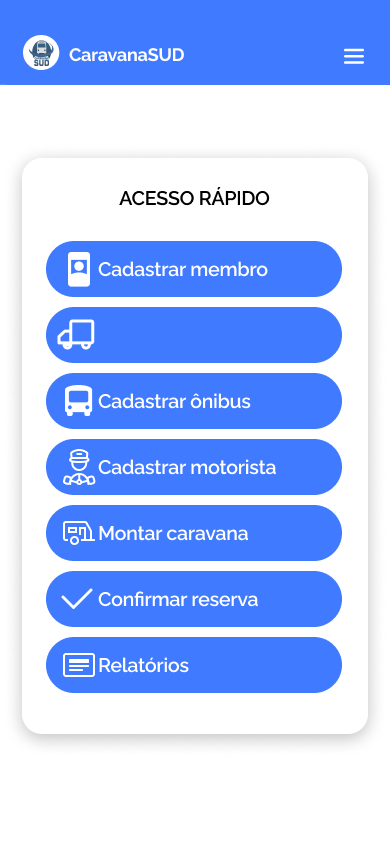 SUD
CaravanaSUD
ACESSO RÁPIDO
Cadastrar membro
Cadastrar ônibus
Cadastrar motorista
Montar caravana
Confirmar reserva
Relatórios